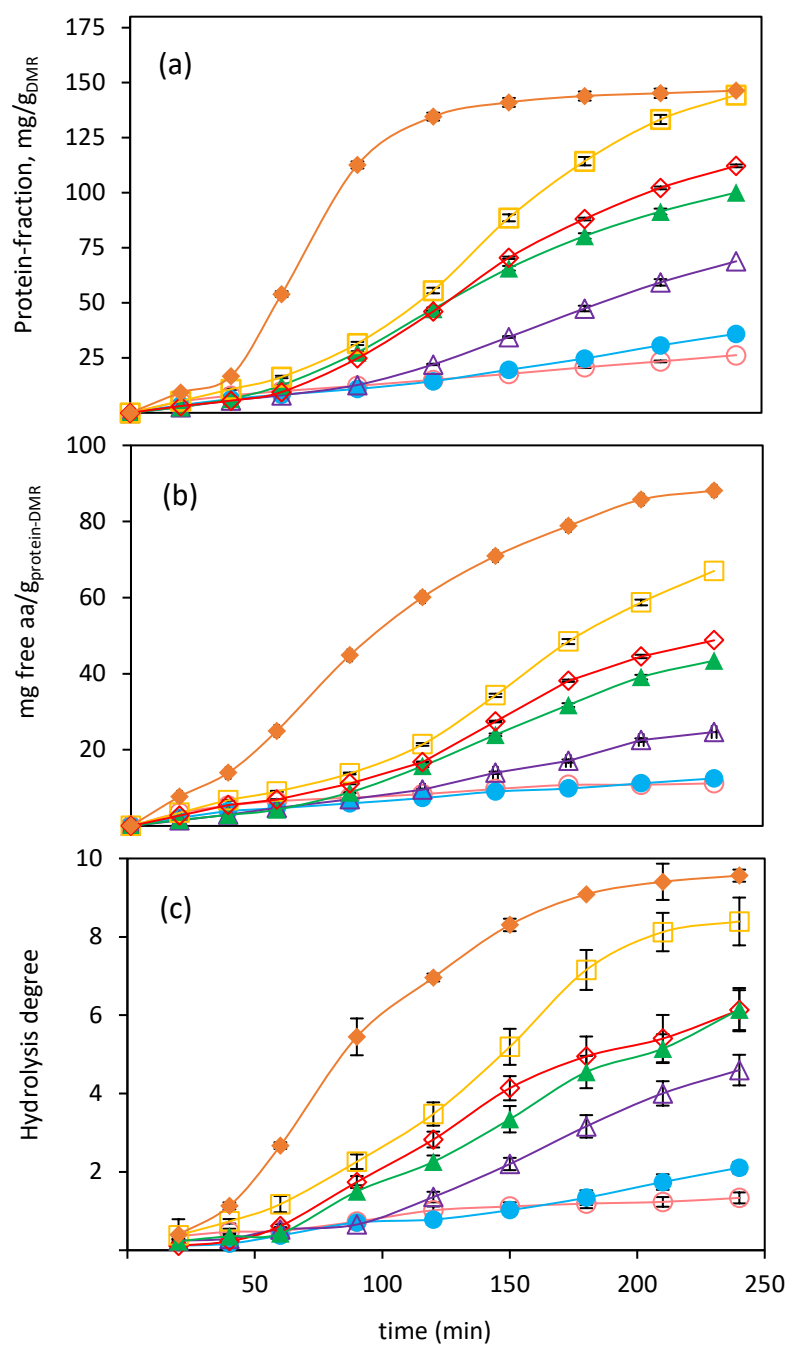 175
150
125
100
75
50
25
(a)
Protein-fraction, mg/gDMR
100
80
60
40
20
(b)
mg free aa/gprotein-DMR
10
8
6
4
2
(c)
Hydrolysis degree
50 100 150 200 250
time (min)